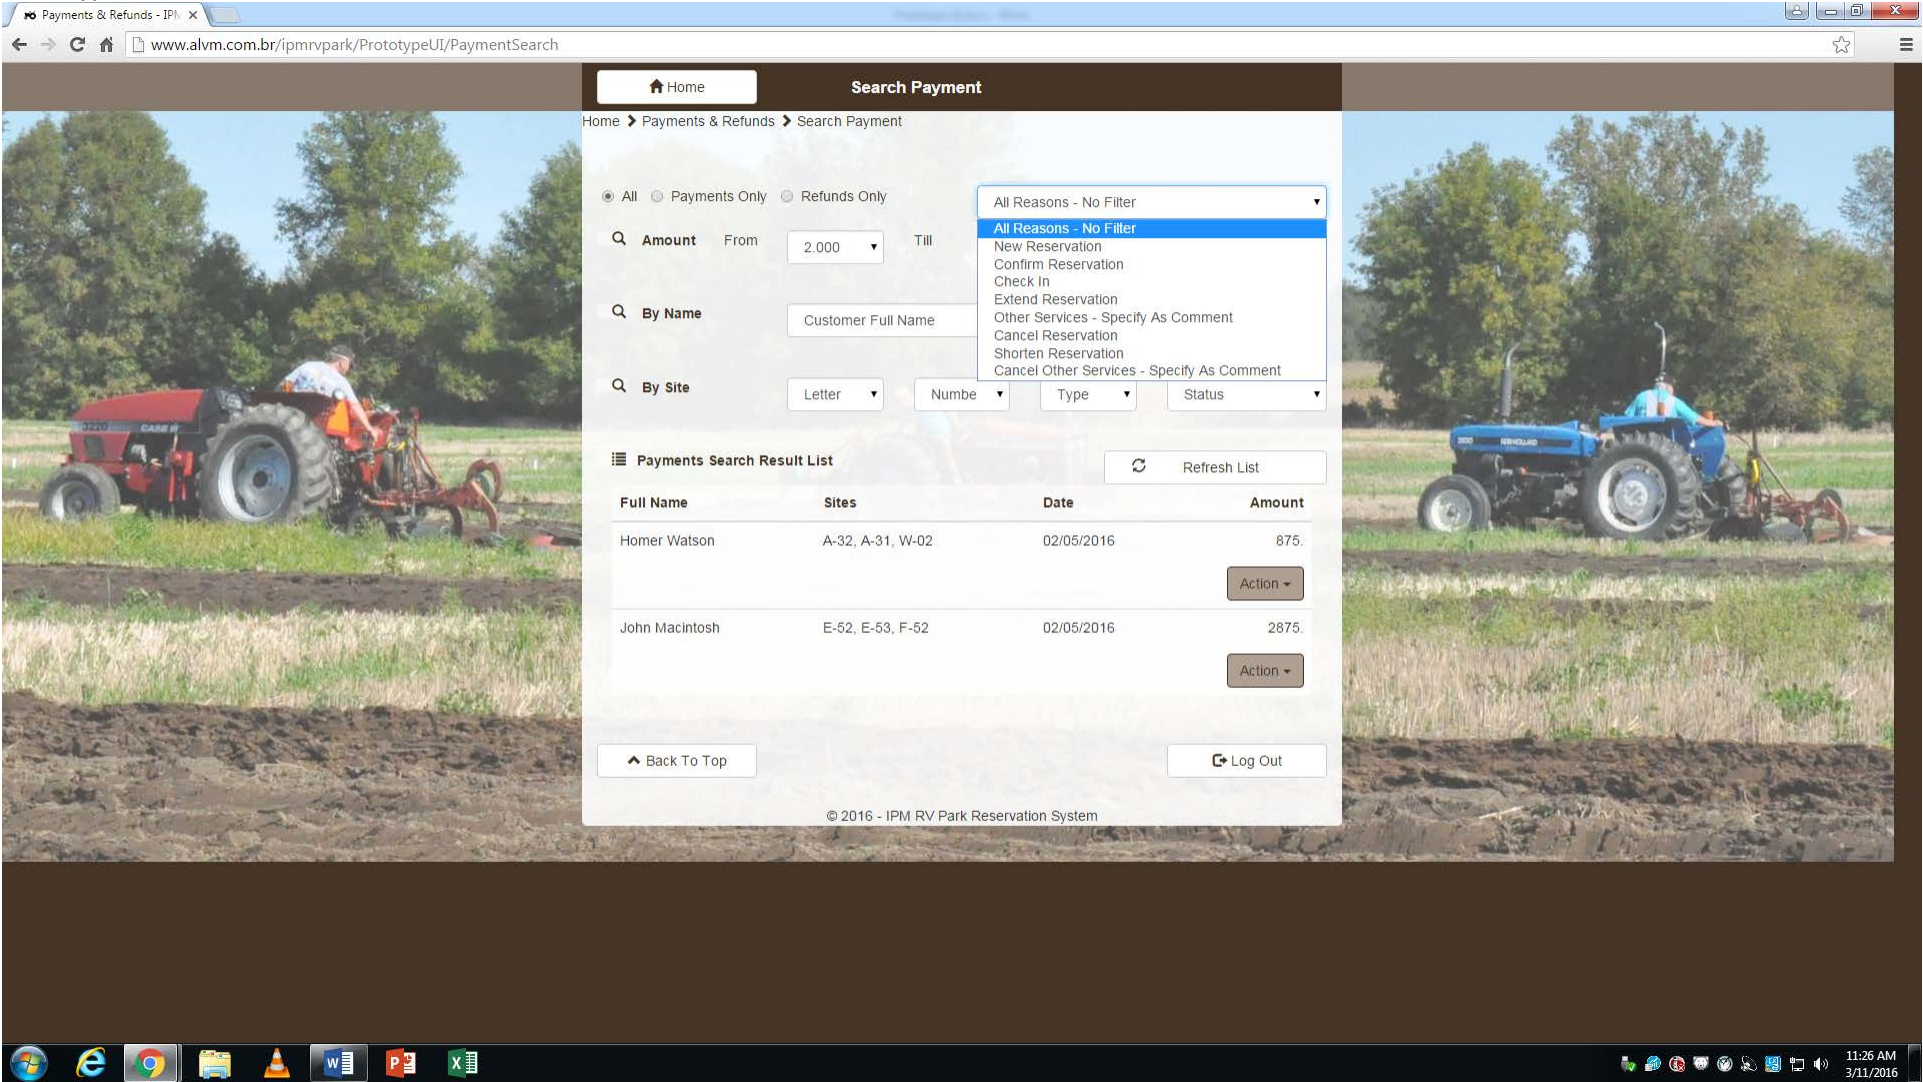 Payments & Refunds - IPM
www.alvm.com.br/ipmrvpark/PrototypeUI/PaymentSearch
Home
Search Payment
Home Payments & Refunds Search Payment
All Payments Only Refunds Only
All Reasons - No Filter
All Reasons - No Filter
New Reservation
Confirm Reservation
Check In
Extend Reservation
Other Services - Specify As Comment
Cancel Reservation
Shorten Reservation
Cancel Other Services - Specify As Comment
Amount From 2.000 Till
By Name Customer Full Name
By Site Letter Numbe Type Status
Payments Search Result List Refresh List
Full Name Sites Date Amount
Homer Watson A-32, A-31, W-02 02/05/2016 875.
Action
John Macintosh E-52, E-53, F-52 02/05/2016 2875.
Action
Back To Top Log Out
© 2016 - IPM RV Park Reservation System
3220 CASE
11:26 AM
3/11/2016